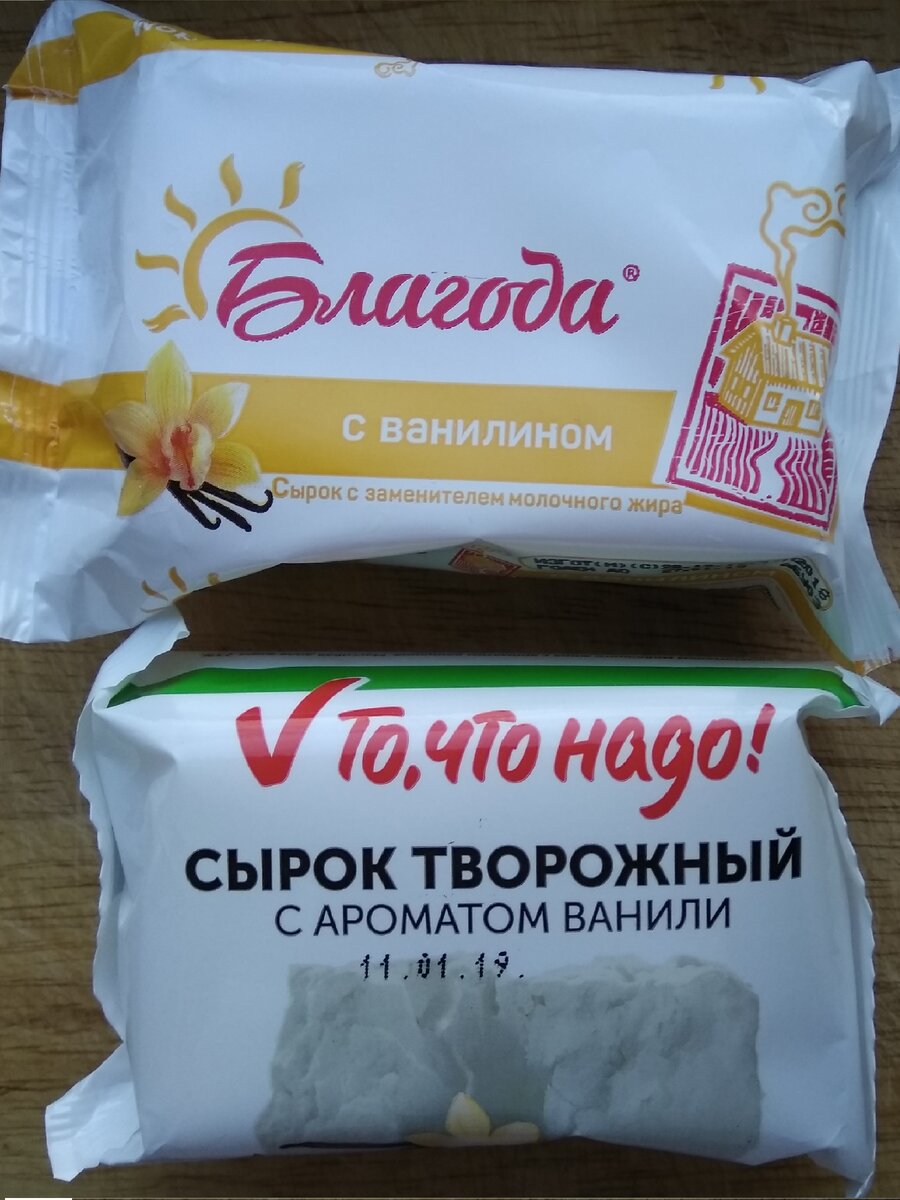 Благода®
с ванилином
Сырок с заменителем молочного жира
То, что надо!
СЫРОК ТВОРОЖНЫЙ
С АРОМАТОМ ВАНИЛИ
11.01.19.